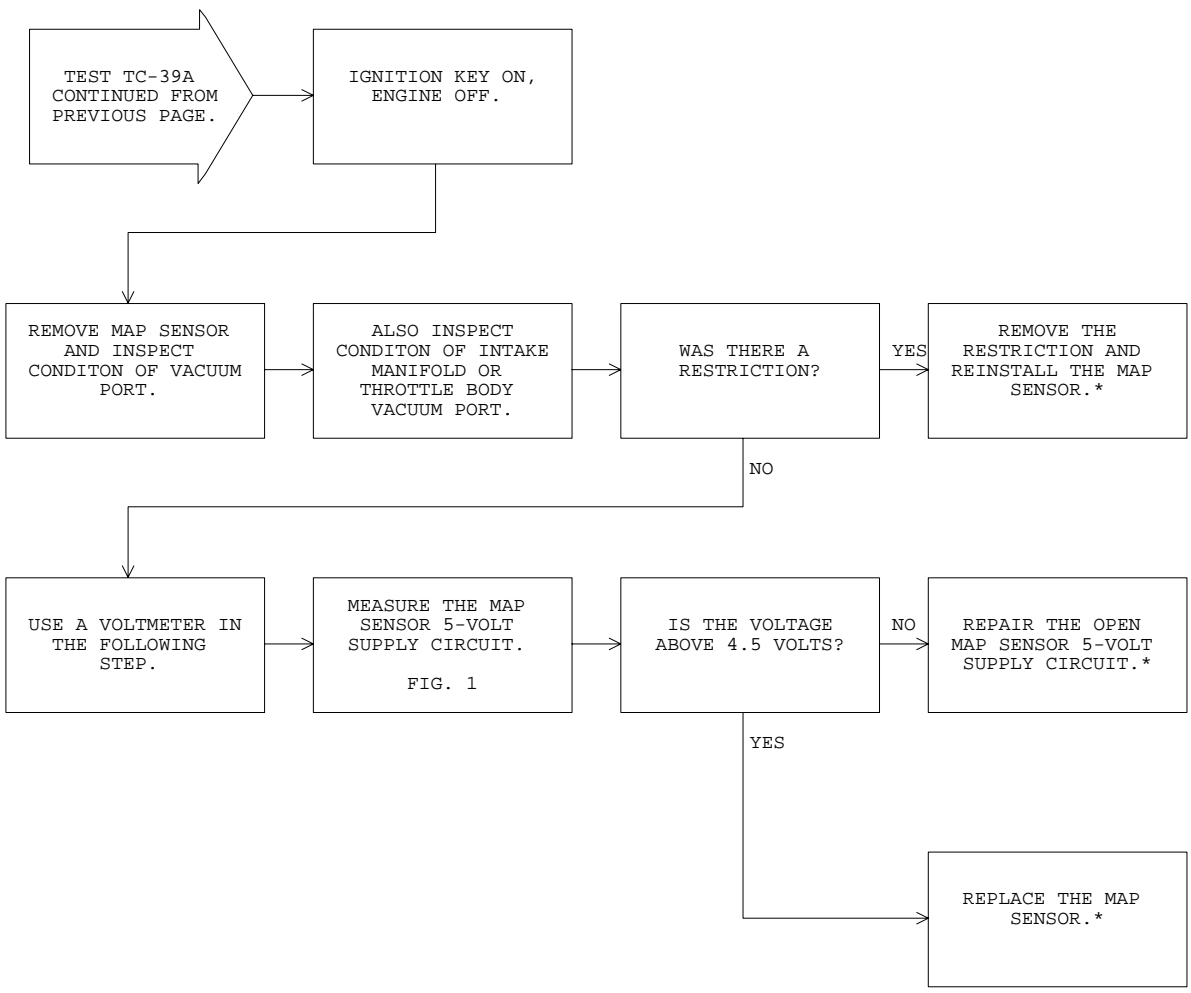 TEST TC-39A
CONTINUED FROM
PREVIOUS PAGE.
IGNITION KEY ON,
ENGINE OFF.
REMOVE MAP SENSOR
AND INSPECT
CONDITON OF VACUUM
PORT.
ALSO INSPECT
CONDITON OF INTAKE
MANIFOLD OR
THROTTLE BODY
VACUUM PORT.
WAS THERE A
RESTRICTION?
YES
REMOVE THE
RESTRICTION AND
REINSTALL THE MAP
SENSOR.*
NO
USE A VOLTMETER IN
THE FOLLOWING
STEP.
MEASURE THE MAP
SENSOR 5-VOLT
SUPPLY CIRCUIT.
FIG. 1
IS THE VOLTAGE
ABOVE 4.5 VOLTS?
NO
REPAIR THE OPEN
MAP SENSOR 5-VOLT
SUPPLY CIRCUIT.*
YES
REPLACE THE MAP
SENSOR.*